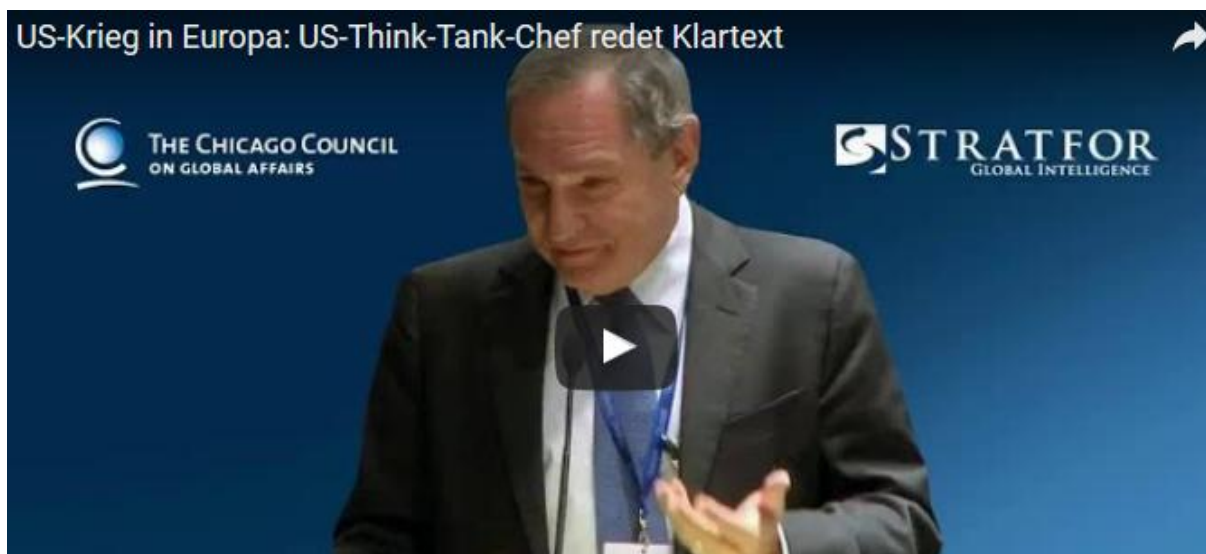 US-Krieg in Europa: US-Think-Tank-Chef redet Klartext
THE CHICAGO COUNCIL
ON GLOBAL AFFAIRS
STRATFOR
GLOBAL INTELLIGENCE